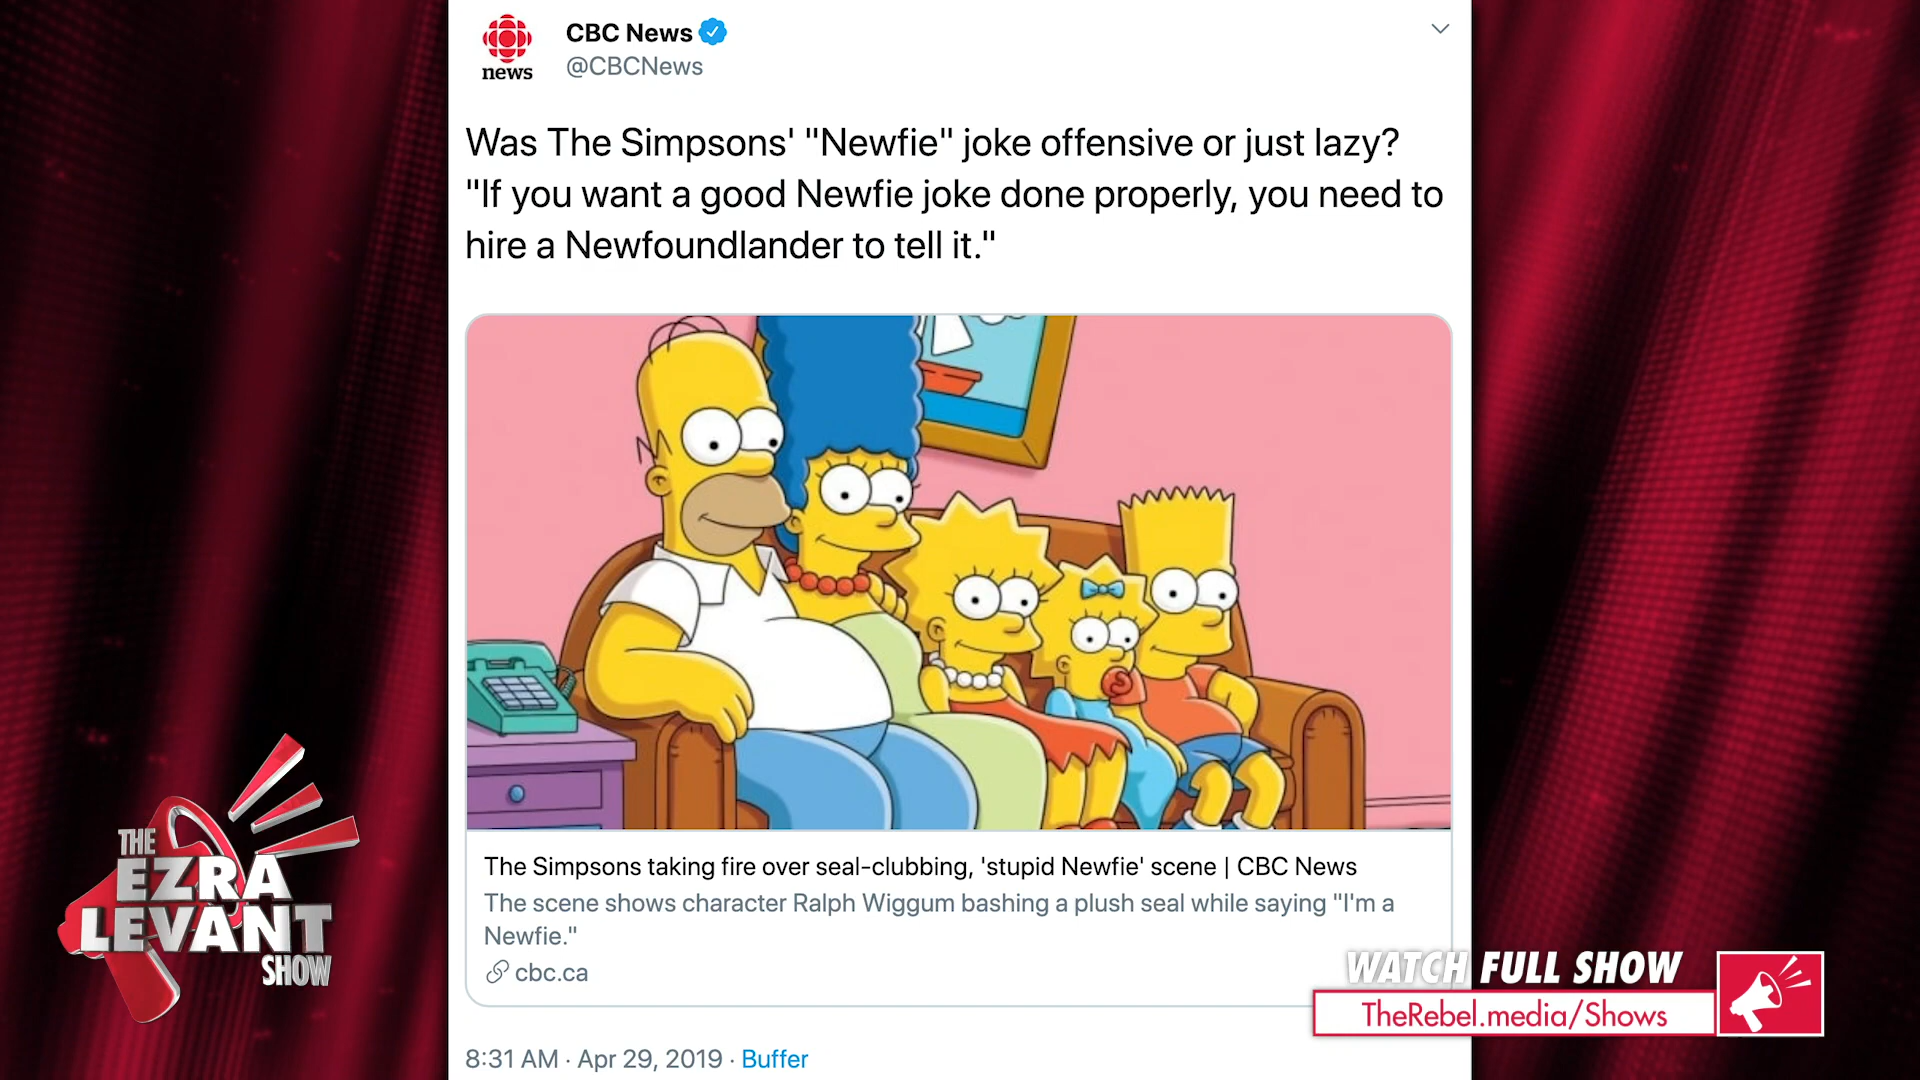 news
CBC News
@CBCNews
Was The Simpsons' "Newfie" joke offensive or just lazy?
"If you want a good Newfie joke done properly, you need to
hire a Newfoundlander to tell it."
The Simpsons taking fire over seal-clubbing, 'stupid Newfie' scene | CBC News
The scene shows character Ralph Wiggum bashing a plush seal while saying "I'm a
Newfie."
cbc.ca
8:31 AM · Apr 29, 2019 · Buffer
THE
EZRA
LEVANT
SHOW
WATCH FULL SHOW
TheRebel.media/Shows